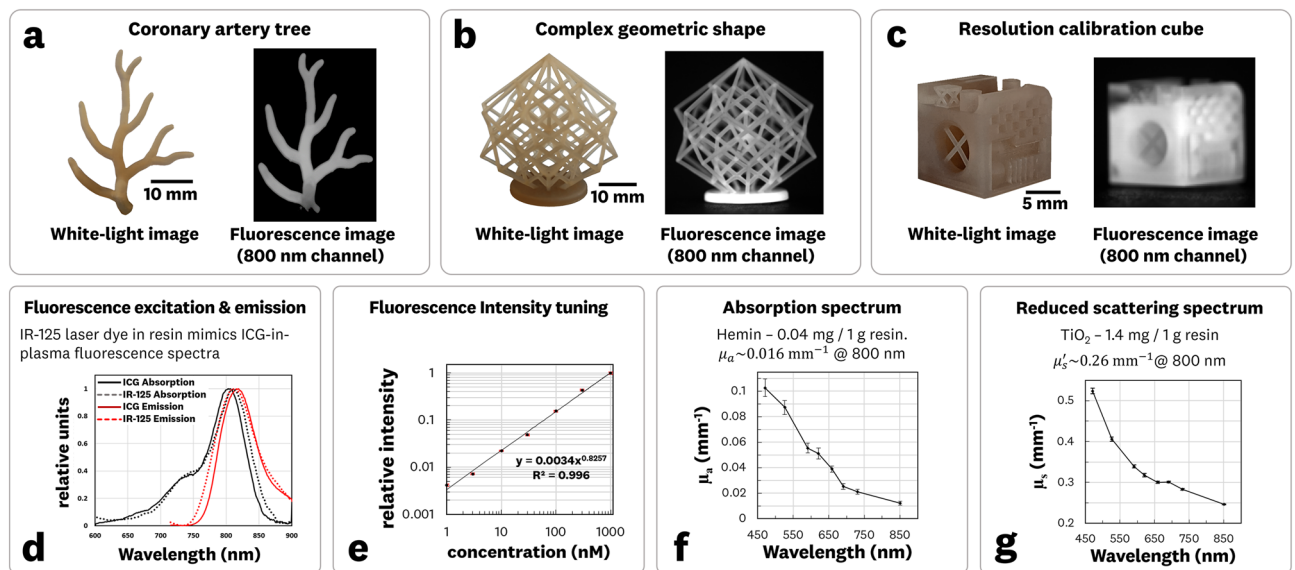 a
Coronary artery tree
10 mm
White-light image
Fluorescence image
(800 nm channel)
b
Complex geometric shape
10 mm
White-light image
Fluorescence image
(800 nm channel)
c
Resolution calibration cube
5 mm
White-light image
Fluorescence image
(800 nm channel)
Fluorescence excitation & emission
IR-125 laser dye in resin mimics ICG-in-
plasma fluorescence spectra
ICG Absorption
IR-125 Absorption
ICG Emission
IR-125 Emission
relative units
1
0.8
0.6
0.4
0.2
0
600 650 700 750 800 850 900
Wavelength (nm)
d
Fluorescence Intensity tuning
relative intensity
1
0.1
0.01
0.001
y = 0.0034x^0.8257
R² = 0.996
1 10 100 1000
concentration (nM)
e
Absorption spectrum
Hemin – 0.04 mg / 1 g resin.
μₐ~0.016 mm⁻¹ @ 800 nm
μₐ (mm⁻¹)
0.1
0.08
0.06
0.04
0.02
0
450 550 650 750 850
Wavelength (nm)
f
Reduced scattering spectrum
TiO₂ – 1.4 mg / 1 g resin
μ′ₛ~0.26 mm⁻¹@ 800 nm
μₛ (mm⁻¹)
0.5
0.4
0.3
0.2
450 550 650 750 850
Wavelength (nm)
g